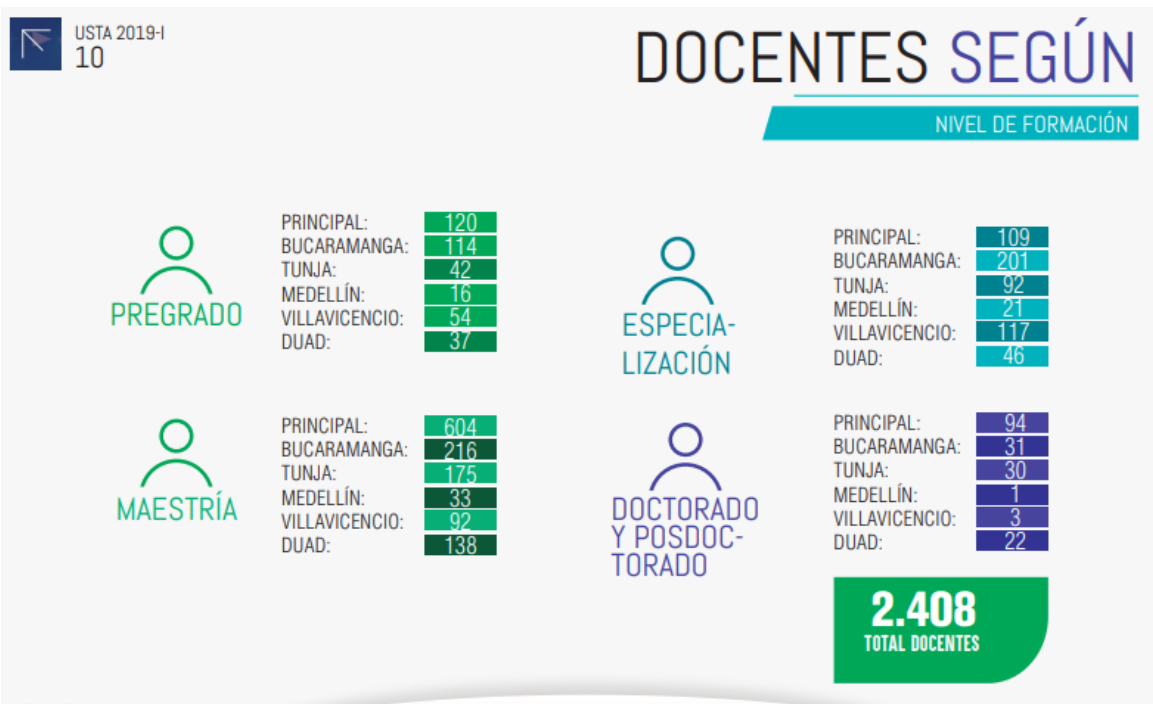 USTA 2019-I
10
DOCENTES SEGÚN
NIVEL DE FORMACIÓN
PREGRADO
PRINCIPAL: 120
BUCARAMANGA: 114
TUNJA: 42
MEDELLÍN: 16
VILLAVICENCIO: 54
DUAD: 37
ESPECIA-
LIZACIÓN
PRINCIPAL: 109
BUCARAMANGA: 201
TUNJA: 92
MEDELLÍN: 21
VILLAVICENCIO: 117
DUAD: 46
MAESTRÍA
PRINCIPAL: 604
BUCARAMANGA: 216
TUNJA: 175
MEDELLÍN: 33
VILLAVICENCIO: 92
DUAD: 138
DOCTORADO
Y POSDOC-
TORADO
PRINCIPAL: 94
BUCARAMANGA: 31
TUNJA: 30
MEDELLÍN: 1
VILLAVICENCIO: 3
DUAD: 22
2.408
TOTAL DOCENTES